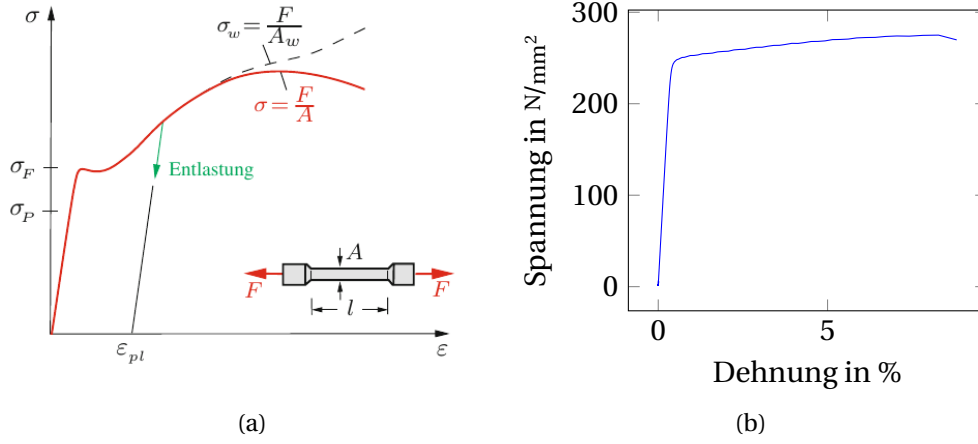 σ
σ_w = F/A_w
σ = F/A
σ_F
Entlastung
σ_P
A
F
F
l
ε_pl
ε
(a)
Spannung in N/mm²
300
200
100
0
0
5
Dehnung in %
(b)